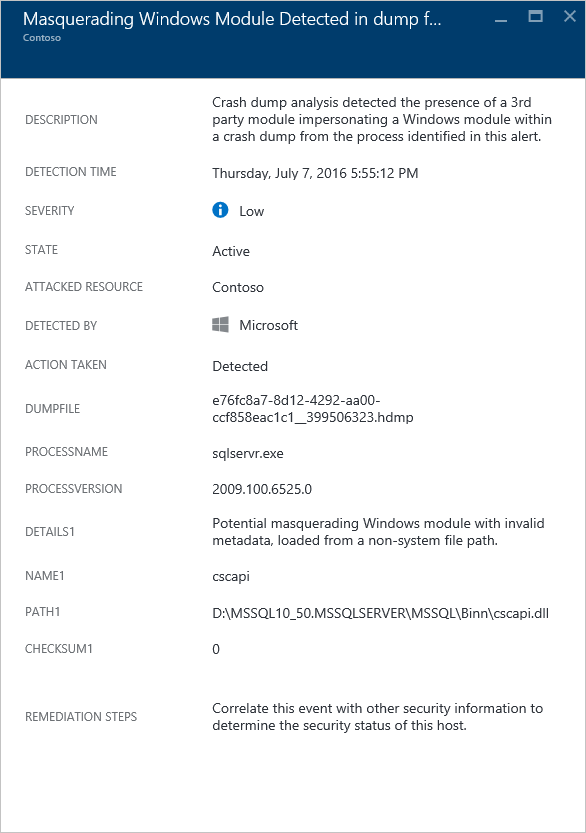 Masquerading Windows Module Detected in dump f...
Contoso
DESCRIPTION
Crash dump analysis detected the presence of a 3rd
party module impersonating a Windows module within
a crash dump from the process identified in this alert.
DETECTION TIME
Thursday, July 7, 2016 5:55:12 PM
SEVERITY
Low
STATE
Active
ATTACKED RESOURCE
Contoso
DETECTED BY
Microsoft
ACTION TAKEN
Detected
DUMPFILE
e76fc8a7-8d12-4292-aa00-
ccf858eac1c1__399506323.hdmp
PROCESSNAME
sqlservr.exe
PROCESSVERSION
2009.100.6525.0
DETAILS1
Potential masquerading Windows module with invalid
metadata, loaded from a non-system file path.
NAME1
cscapi
PATH1
D:\MSSQL10_50.MSSQLSERVER\MSSQL\Binn\cscapi.dll
CHECKSUM1
0
REMEDIATION STEPS
Correlate this event with other security information to
determine the security status of this host.